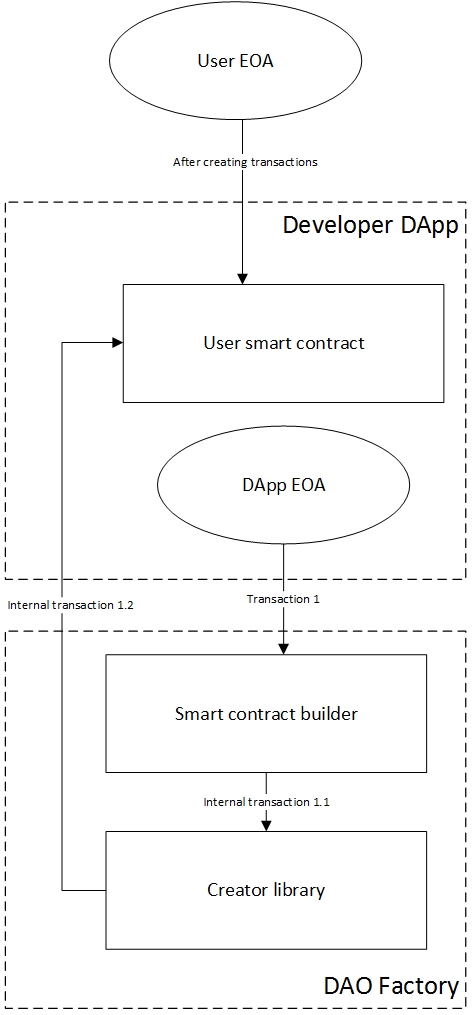 User EOA
After creating transactions
Developer DApp
User smart contract
DApp EOA
Transaction 1
Internal transaction 1.2
Smart contract builder
Internal transaction 1.1
Creator library
DAO Factory